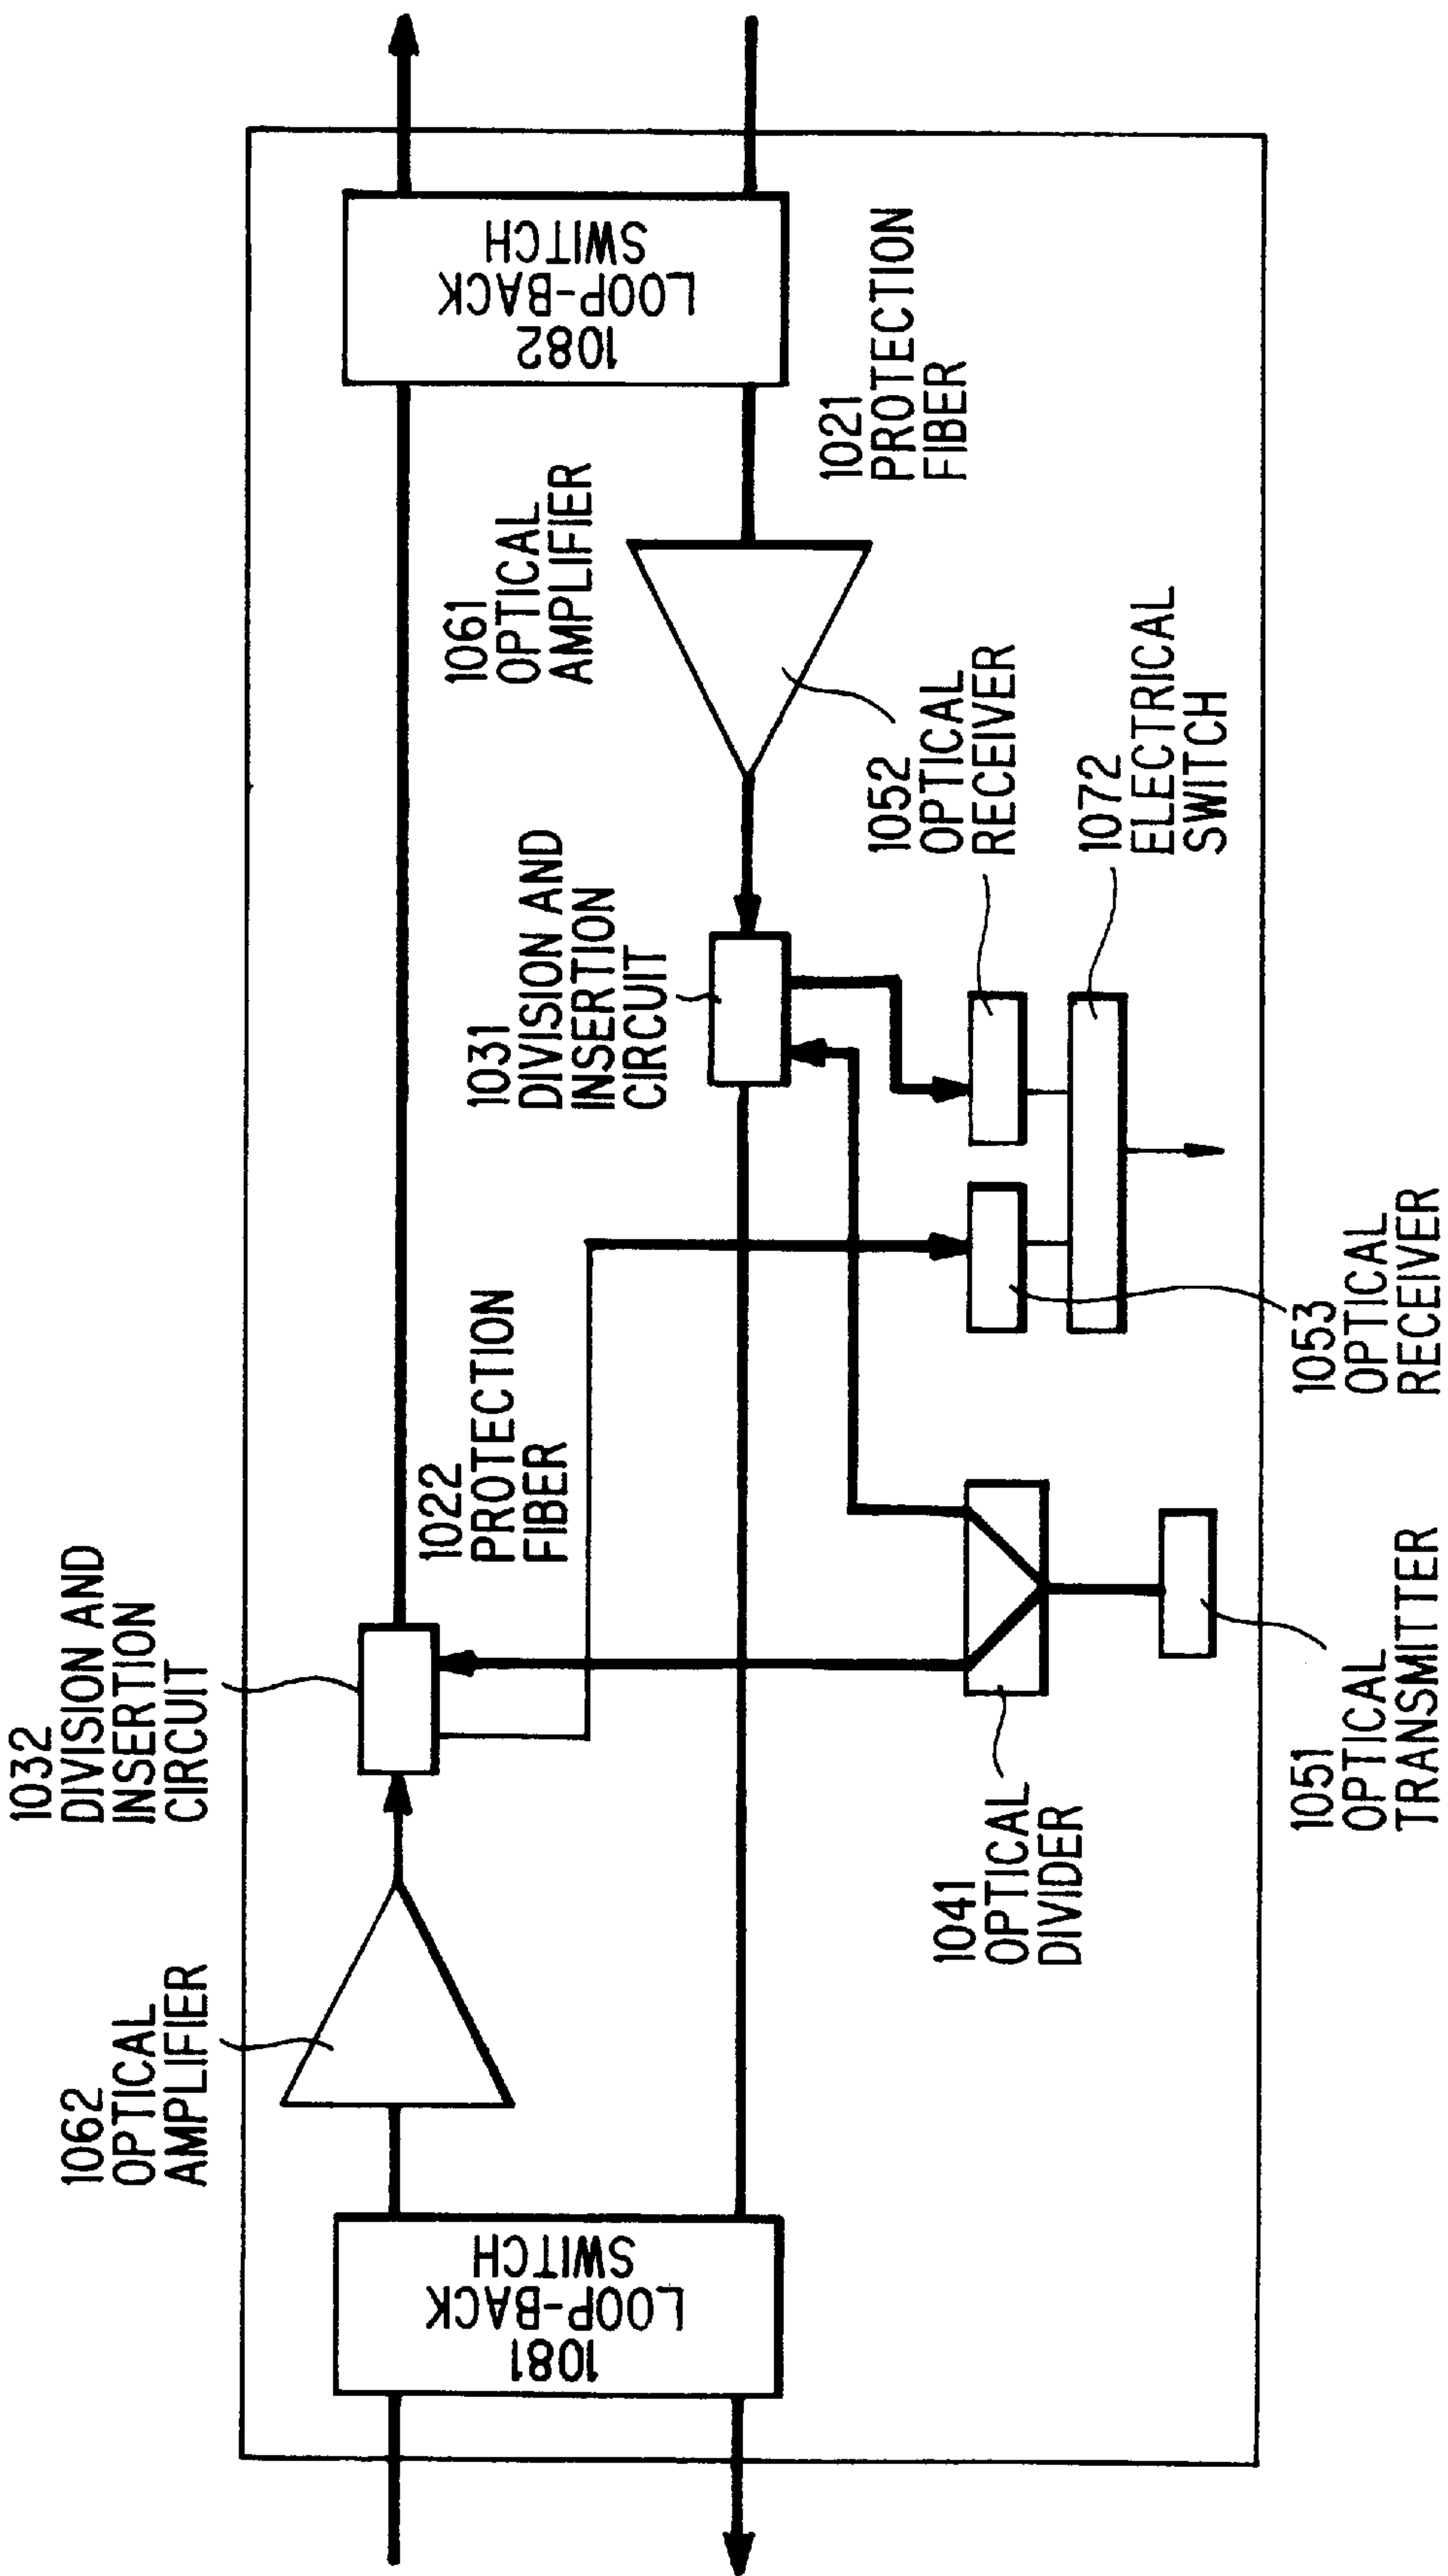 1062
OPTICAL
AMPLIFIER
1032
DIVISION AND
INSERTION
CIRCUIT
1081
LOOP-BACK
SWITCH
1022
PROTECTION
FIBER
1031
DIVISION AND
INSERTION
CIRCUIT
1061
OPTICAL
AMPLIFIER
1082
LOOP-BACK
SWITCH
1021
PROTECTION
FIBER
1041
OPTICAL
DIVIDER
1052
OPTICAL
RECEIVER
1072
ELECTRICAL
SWITCH
1051
OPTICAL
TRANSMITTER
1053
OPTICAL
RECEIVER